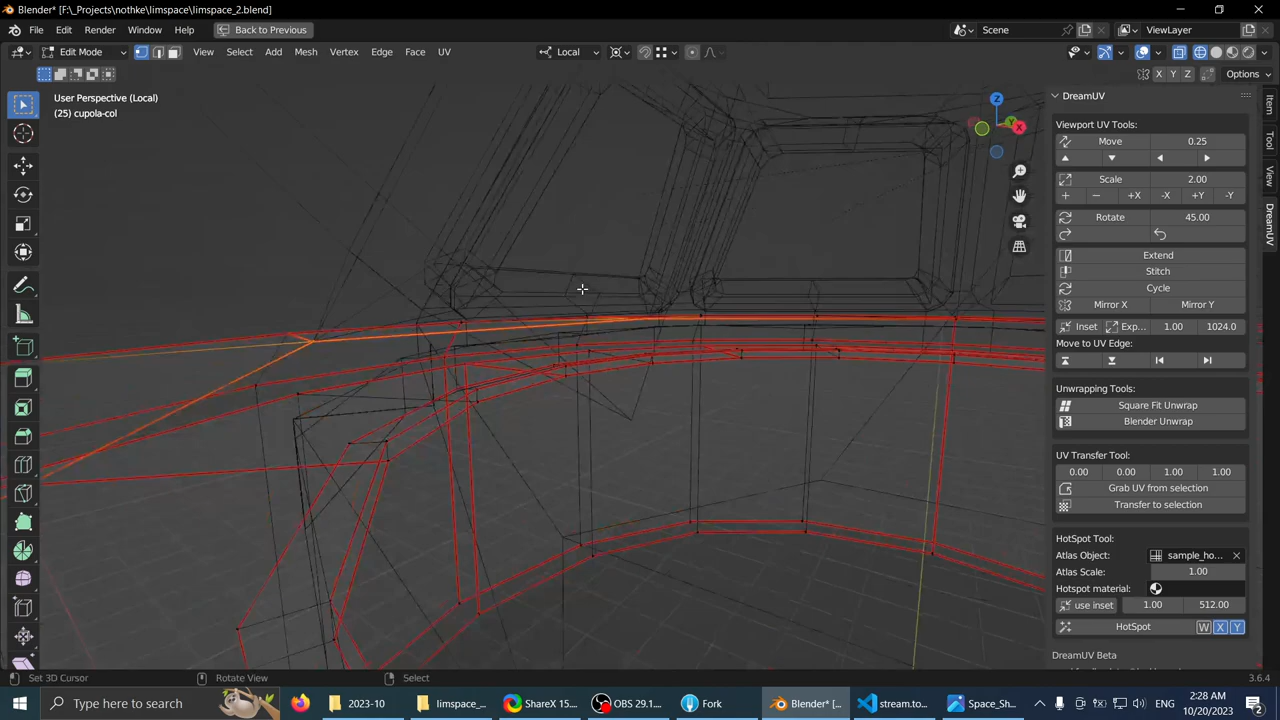 Blender* [F:\_Projects\nothke\limspace\limspace_2.blend]
File Edit Render Window Help Back to Previous Scene ViewLayer
Edit Mode View Select Add Mesh Vertex Edge Face UV Local
X Y Z Options
User Perspective (Local)
(25) cupola-col
Z
Y
X
DreamUV
Viewport UV Tools:
Move 0.25
Scale 2.00
+ − +X -X +Y -Y
Rotate 45.00
Extend
Stitch
Cycle
Mirror X Mirror Y
Inset Exp... 1.00 1024.0
Move to UV Edge:
Unwrapping Tools:
Square Fit Unwrap
Blender Unwrap
UV Transfer Tool:
0.00 0.00 1.00 1.00
Grab UV from selection
Transfer to selection
HotSpot Tool:
Atlas Object: sample_ho...
Atlas Scale: 1.00
Hotspot material:
use inset 1.00 512.00
HotSpot W X Y
DreamUV Beta
Item
Tool
View
DreamUV
Set 3D Cursor Rotate View Select 3.6.4
Type here to search 2023-10 limspace_... ShareX 15.... OBS 29.1.... Fork Blender* [... stream.to... Space_Sh... ENG 2:28 AM
10/20/2023 2